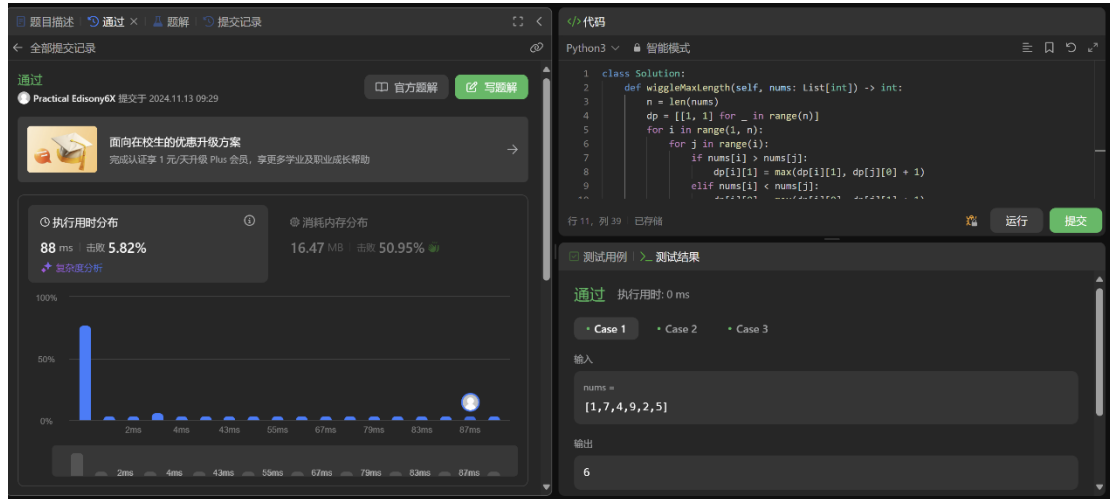 题目描述 通过 题解 提交记录
全部提交记录
通过
官方题解
写题解
Practical Edisony6X 提交于 2024.11.13 09:29
面向在校生的优惠升级方案
完成认证享 1 元/天升级 Plus 会员，享更多学业及职业成长帮助
执行用时分布
88 ms 击败 5.82%
复杂度分析
消耗内存分布
16.47 MB 击败 50.95%
100%
50%
0%
2ms 4ms 43ms 55ms 67ms 79ms 83ms 87ms
2ms 4ms 43ms 55ms 67ms 79ms 83ms 87ms
</> 代码
Python3 智能模式
1 class Solution:
2 def wiggleMaxLength(self, nums: List[int]) -> int:
3 n = len(nums)
4 dp = [[1, 1] for _ in range(n)]
5 for i in range(1, n):
6 for j in range(i):
7 if nums[i] > nums[j]:
8 dp[i][1] = max(dp[i][1], dp[j][0] + 1)
9 elif nums[i] < nums[j]:
行 11, 列 39 已存储
运行
提交
测试用例 >_ 测试结果
通过 执行用时: 0 ms
Case 1 Case 2 Case 3
输入
nums =
[1,7,4,9,2,5]
输出
6